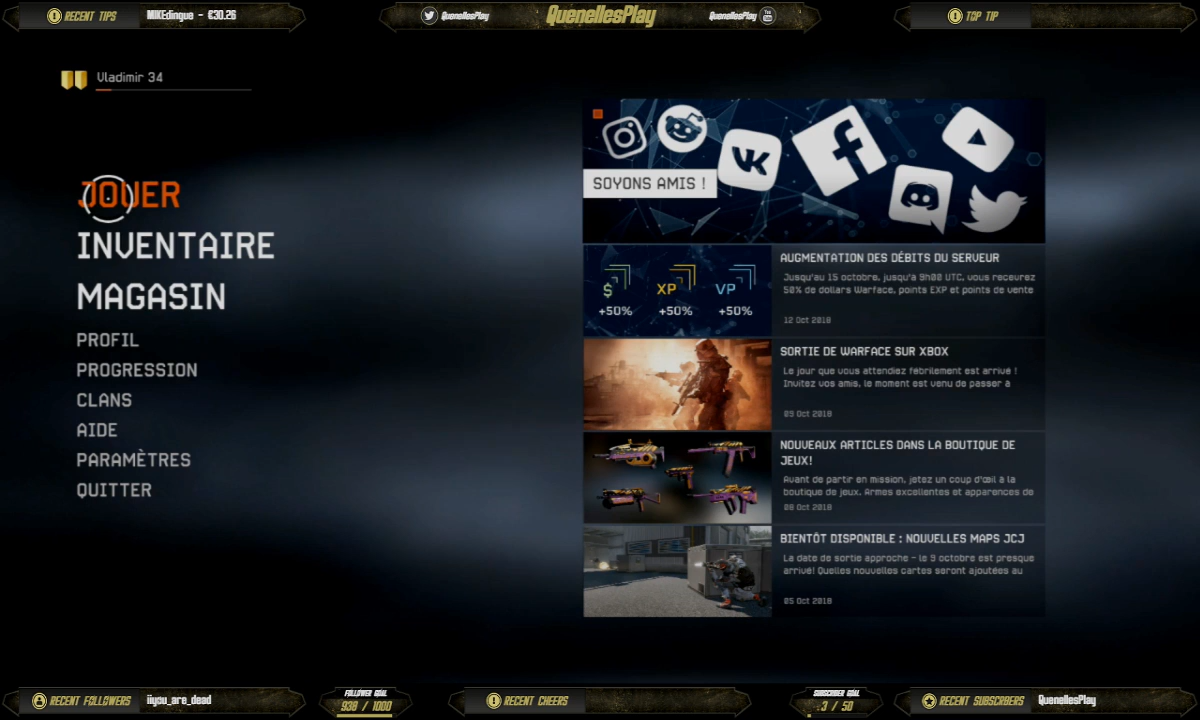 RECENT TIPS MIKEdingue - €30.26
QuenellesPlay
QuenellesPlay
QuenellesPlay
You Tube
TOP TIP
Vladimir 34
JOUER
INVENTAIRE
MAGASIN
PROFIL
PROGRESSION
CLANS
AIDE
PARAMÈTRES
QUITTER
SOYONS AMIS !
$ XP VP
+50% +50% +50%
AUGMENTATION DES DÉBITS DU SERVEUR
Jusqu'au 15 octobre, jusqu'à 9h00 UTC, vous recevrez
50% de dollars Warface, points EXP et points de vente
12 Oct 2018
SORTIE DE WARFACE SUR XBOX
Le jour que vous attendiez fébrilement est arrivé !
Invitez vos amis, le moment est venu de passer à
09 Oct 2018
NOUVEAUX ARTICLES DANS LA BOUTIQUE DE
JEUX!
Avant de partir en mission, jetez un coup d'œil à la
boutique de jeux. Armes excellentes et apparences de
08 Oct 2018
BIENTÔT DISPONIBLE : NOUVELLES MAPS JCJ
La date de sortie approche - le 9 octobre est presque
arrivé! Quelles nouvelles cartes seront ajoutées au
05 Oct 2018
RECENT FOLLOWERS iiyou_are_dead
FOLLOWER GOAL
938 / 1000
RECENT CHEERS
SUBSCRIBER GOAL
3 / 50
RECENT SUBSCRIBERS QuenellesPlay